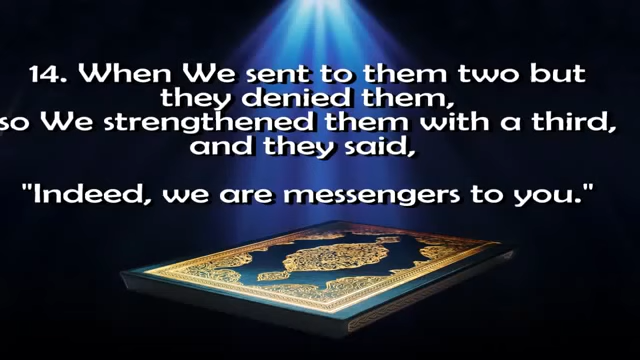 14. When We sent to them two but
they denied them,
so We strengthened them with a third,
and they said,
"Indeed, we are messengers to you."